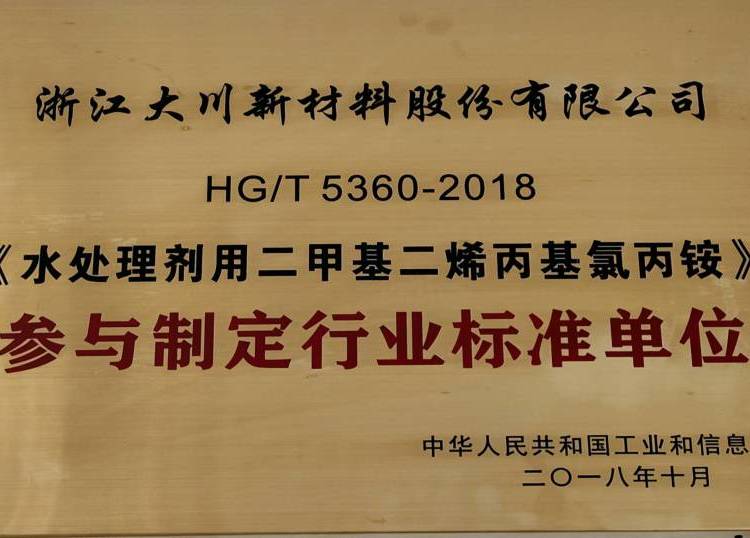 浙江大川新材料股份有限公司
HG/T 5360-2018
《水处理剂用二甲基二烯丙基氯丙铵》
参与制定行业标准单位
中华人民共和国工业和信息
二〇一八年十月